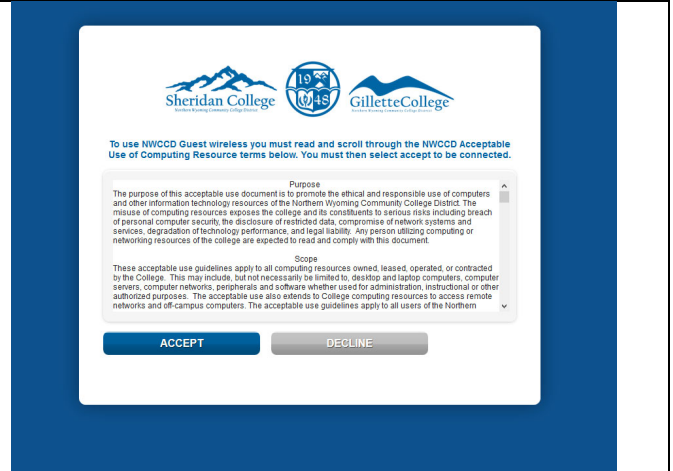 Sheridan College
Northern Wyoming Community College District
19
48
GilletteCollege
Northern Wyoming Community College District
To use NWCCD Guest wireless you must read and scroll through the NWCCD Acceptable
Use of Computing Resource terms below. You must then select accept to be connected.
Purpose
The purpose of this acceptable use document is to promote the ethical and responsible use of computers
and other information technology resources of the Northern Wyoming Community College District. The
misuse of computing resources exposes the college and its constituents to serious risks including breach
of personal computer security, the disclosure of restricted data, compromise of network systems and
services, degradation of technology performance, and legal liability.  Any person utilizing computing or
networking resources of the college are expected to read and comply with this document.
Scope
These acceptable use guidelines apply to all computing resources owned, leased, operated, or contracted
by the College.  This may include, but not necessarily be limited to, desktop and laptop computers, computer
servers, computer networks, peripherals and software whether used for administration, instructional or other
authorized purposes.  The acceptable use also extends to College computing resources to access remote
networks and off-campus computers. The acceptable use guidelines apply to all users of the Northern
ACCEPT
DECLINE